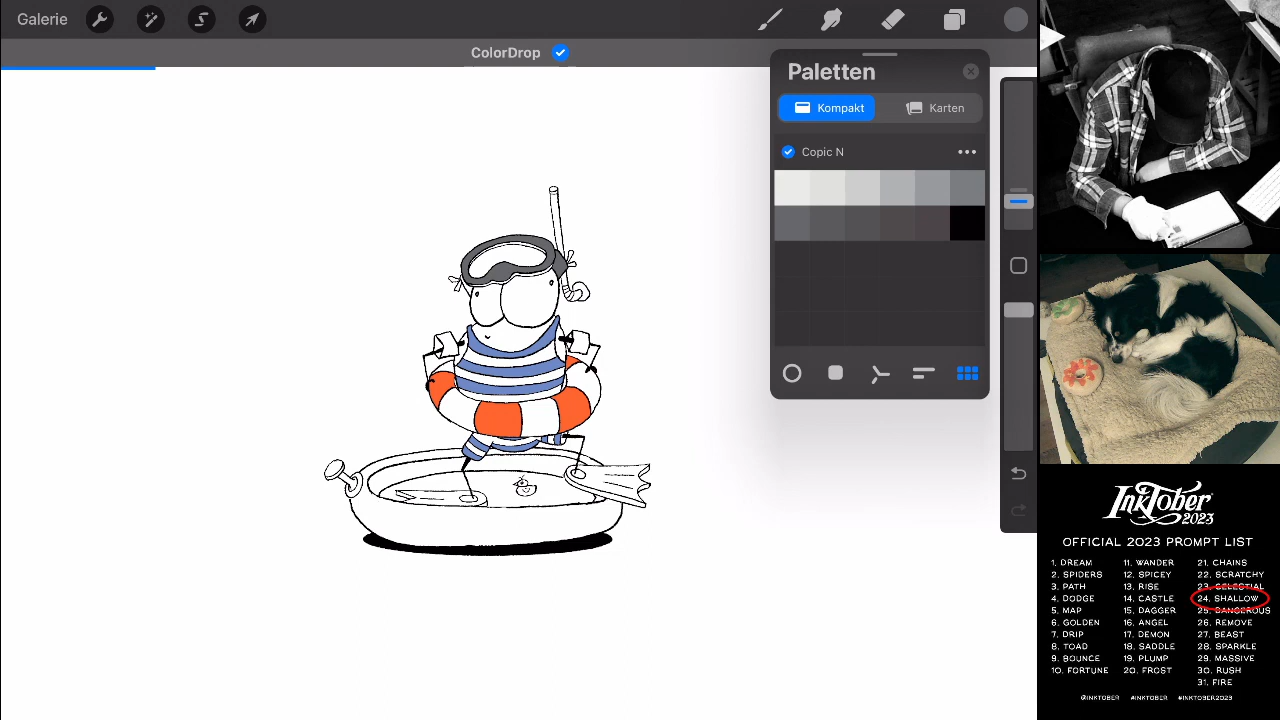 Galerie
ColorDrop
Paletten
Kompakt
Karten
Copic N
INKTOBER
2023
OFFICIAL 2023 PROMPT LIST
1. DREAM
2. SPIDERS
3. PATH
4. DODGE
5. MAP
6. GOLDEN
7. DRIP
8. TOAD
9. BOUNCE
10. FORTUNE
11. WANDER
12. SPICEY
13. RISE
14. CASTLE
15. DAGGER
16. ANGEL
17. DEMON
18. SADDLE
19. PLUMP
20. FROST
21. CHAINS
22. SCRATCHY
23. CELESTIAL
24. SHALLOW
25. DANGEROUS
26. REMOVE
27. BEAST
28. SPARKLE
29. MASSIVE
30. RUSH
31. FIRE
@INKTOBER #INKTOBER #INKTOBER2023